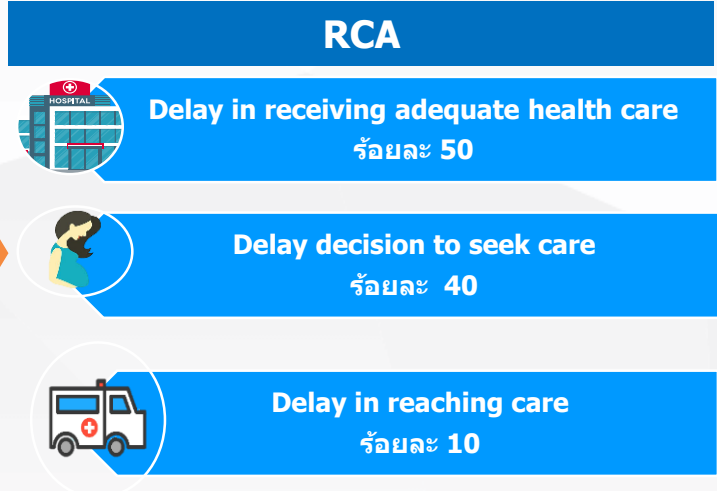 RCA
HOSPITAL
Delay in receiving adequate health care
ร้อยละ 50
Delay decision to seek care
ร้อยละ 40
Delay in reaching care
ร้อยละ 10